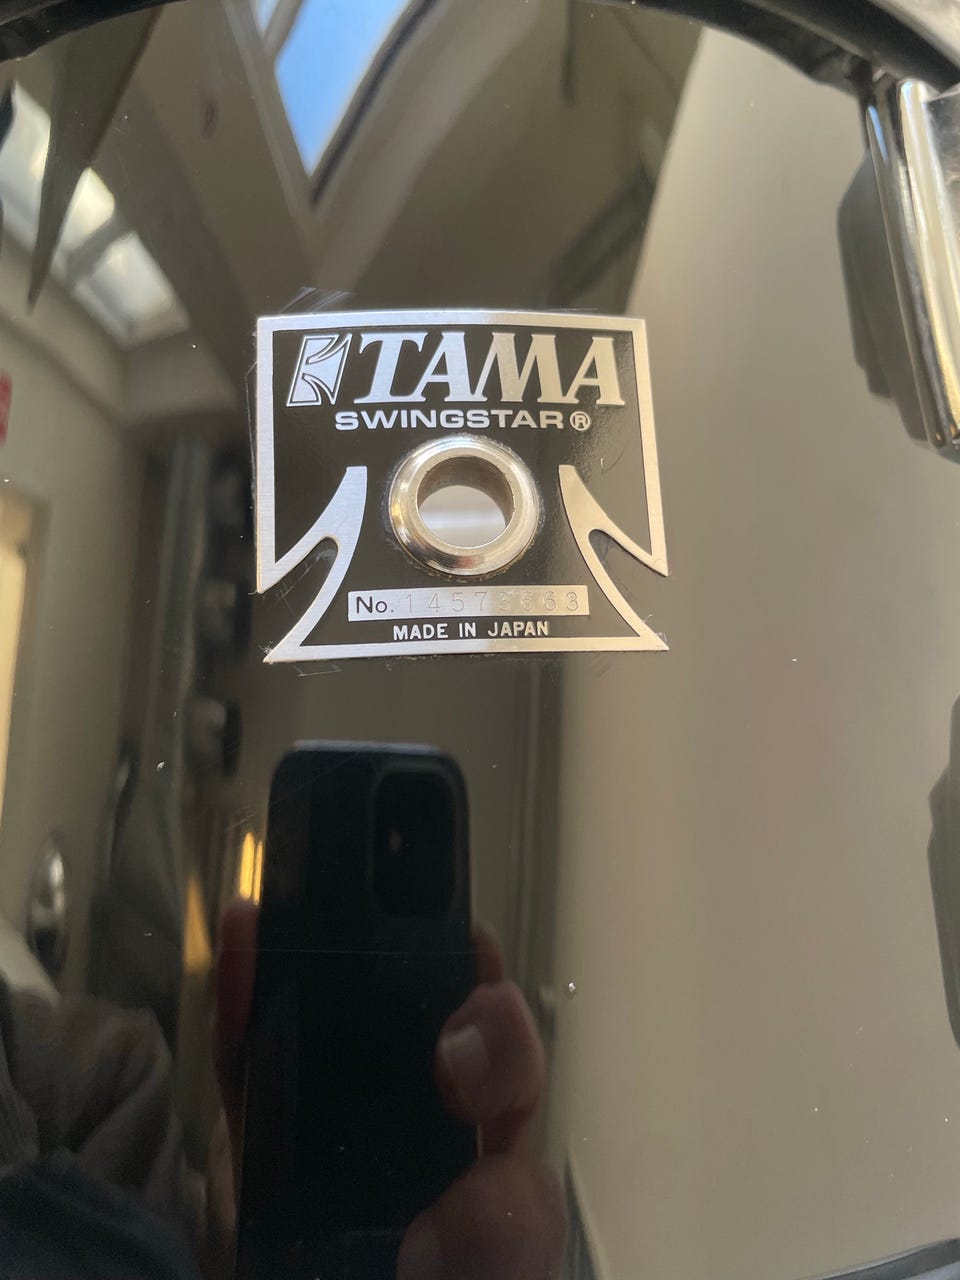 TAMA
SWINGSTAR®
No. 14573663
MADE IN JAPAN